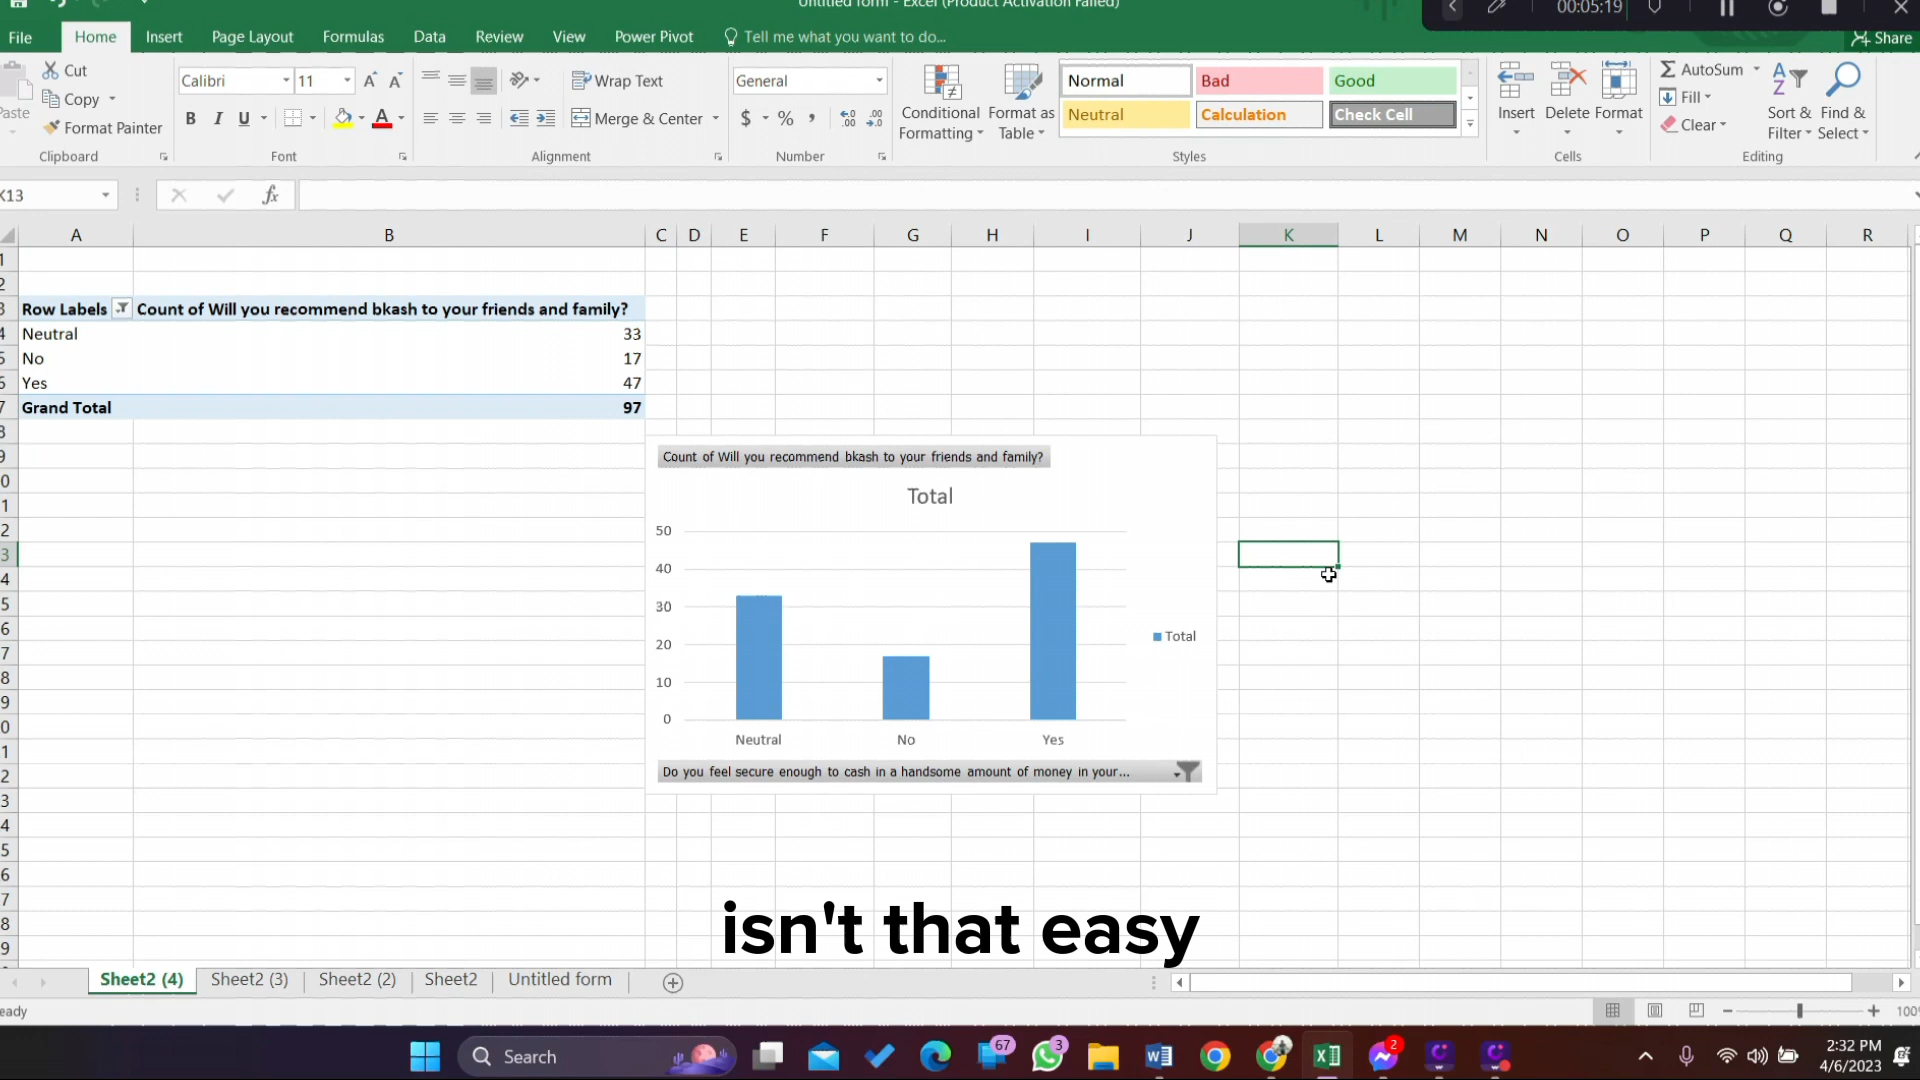 Untitled form - Excel (Product Activation Failed)
00:05:19
File Home Insert Page Layout Formulas Data Review View Power Pivot Tell me what you want to do... Share
Cut
Copy
Format Painter
Clipboard
Calibri 11
B I U A
Font
Wrap Text
Merge & Center
Alignment
General
$ % ,
Number
Conditional Formatting
Format as Table
Normal Bad Good
Neutral Calculation Check Cell
Styles
Insert Delete Format
Cells
AutoSum
Fill
Clear
Sort & Filter
Find & Select
Editing
K13 fx
A B C D E F G H I J K L M N O P Q R
Row Labels Count of Will you recommend bkash to your friends and family?
Neutral 33
No 17
Yes 47
Grand Total 97
Count of Will you recommend bkash to your friends and family?
Total
50
40
30
20
10
0
Neutral No Yes
Total
Do you feel secure enough to cash in a handsome amount of money in your...
isn't that easy
Sheet2 (4) Sheet2 (3) Sheet2 (2) Sheet2 Untitled form
eady
100
Search
67
3
2
2:32 PM
4/6/2023